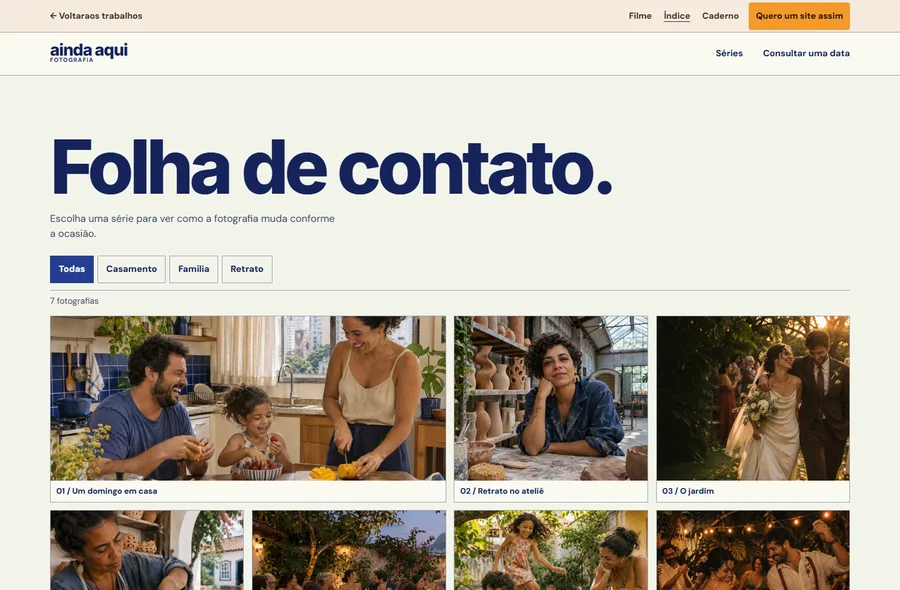 ← Voltaraos trabalhos
Filme Índice Caderno Quero um site assim
ainda aqui
FOTOGRAFIA
Séries Consultar uma data
Folha de contato.
Escolha uma série para ver como a fotografia muda conforme
a ocasião.
Todas Casamento Família Retrato
7 fotografias
01 / Um domingo em casa
02 / Retrato no ateliê
03 / O jardim